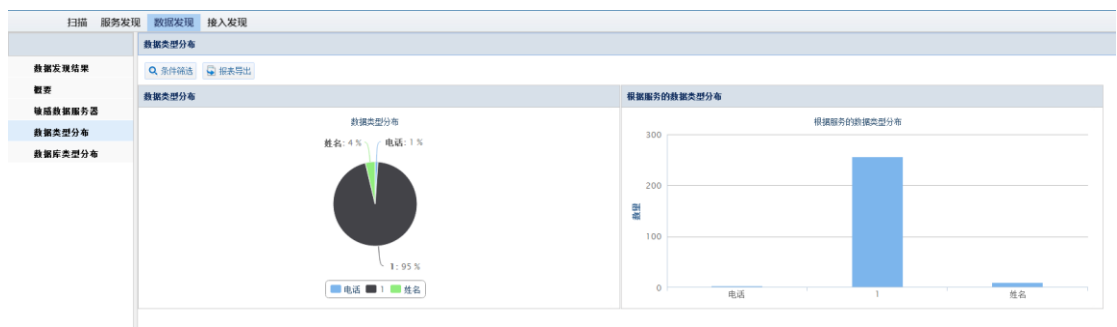 扫描 服务发现 数据发现 接入发现
数据发现结果
概要
敏感数据服务器
数据类型分布
数据库类型分布
数据类型分布
条件筛选 报表导出
数据类型分布
数据类型分布
姓名: 4 % 电话: 1 %
1: 95 %
电话 1 姓名
根据服务的数据类型分布
根据服务的数据类型分布
数量
300
200
100
0
电话 1 姓名